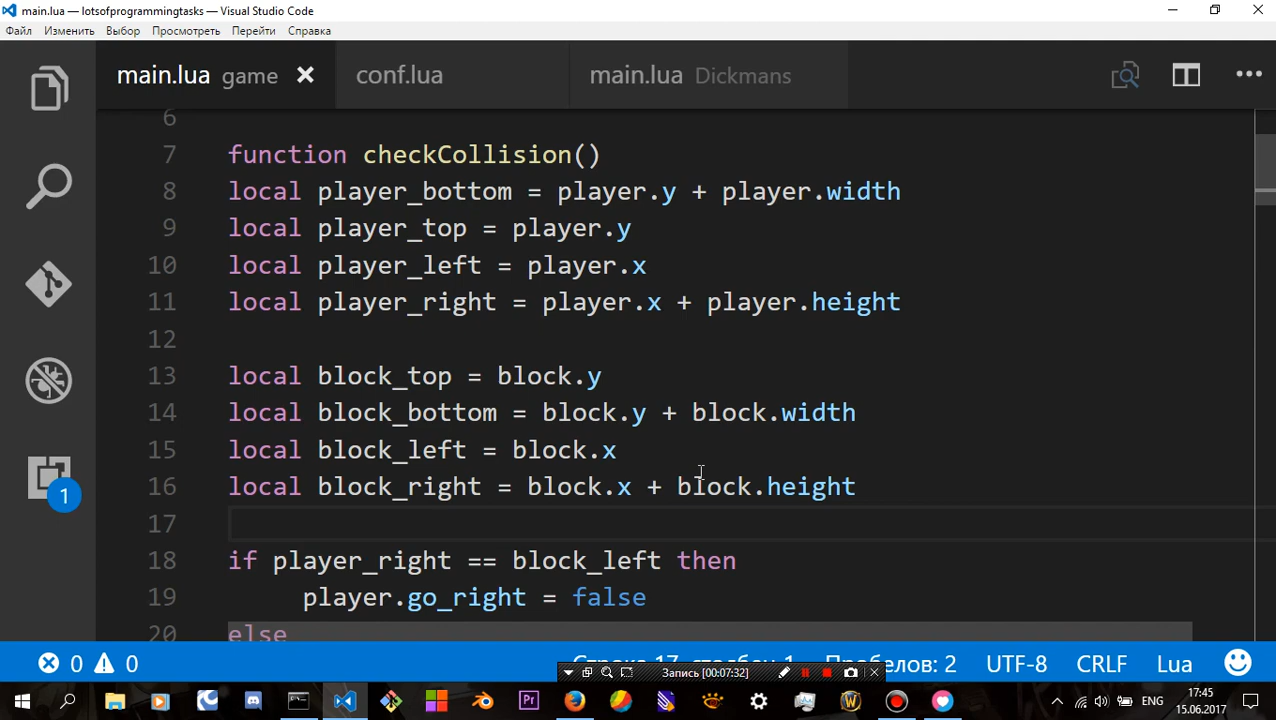 main.lua — lotsofprogrammingtasks — Visual Studio Code
Файл Изменить Выбор Просмотреть Перейти Справка
main.lua game conf.lua main.lua Dickmans
6
7 function checkCollision()
8 local player_bottom = player.y + player.width
9 local player_top = player.y
10 local player_left = player.x
11 local player_right = player.x + player.height
12
13 local block_top = block.y
14 local block_bottom = block.y + block.width
15 local block_left = block.x
16 local block_right = block.x + block.height
17
18 if player_right == block_left then
19 player.go_right = false
20 else
1
0 0 Строка 17, столбец 1 Пробелов: 2 UTF-8 CRLF Lua
Запись [00:07:32]
Pr W ENG 17:45
15.06.2017